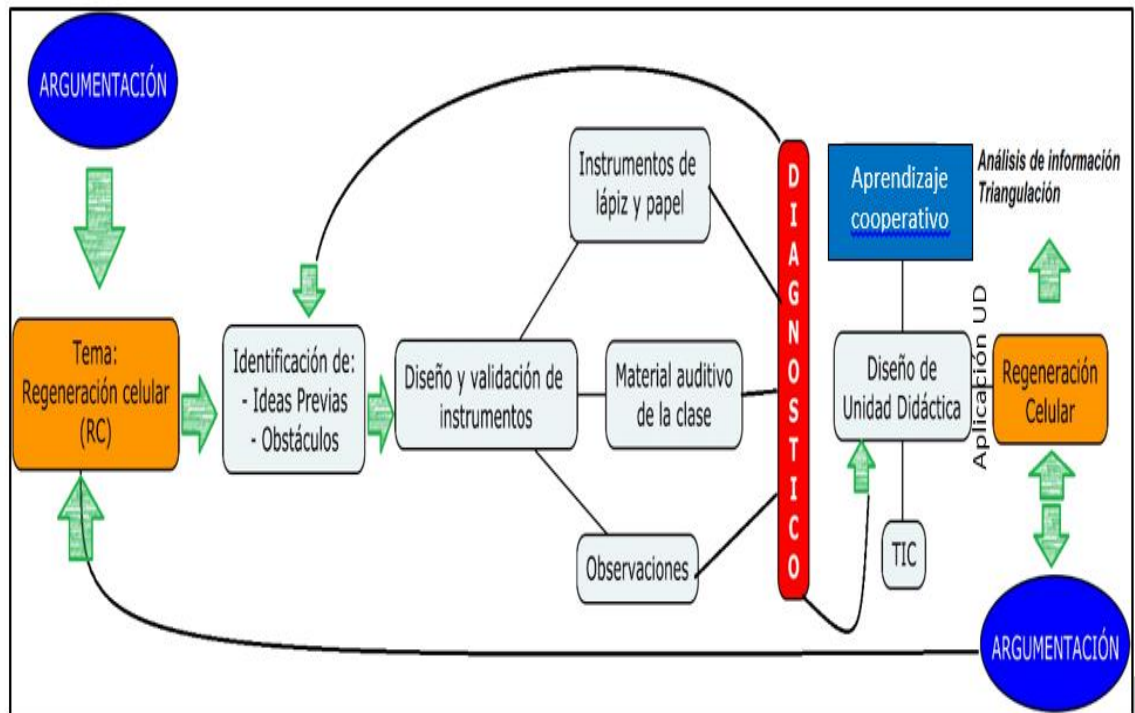 ARGUMENTACIÓN
Tema:
Regeneración celular
(RC)
Identificación de:
- Ideas Previas
- Obstáculos
Diseño y validación de
instrumentos
Instrumentos de
lápiz y papel
Material auditivo
de la clase
Observaciones
DIAGNOSTICO
Aprendizaje
cooperativo
Diseño de
Unidad Didáctica
TIC
Aplicación UD
Análisis de información
Triangulación
Regeneración
Celular
ARGUMENTACIÓN